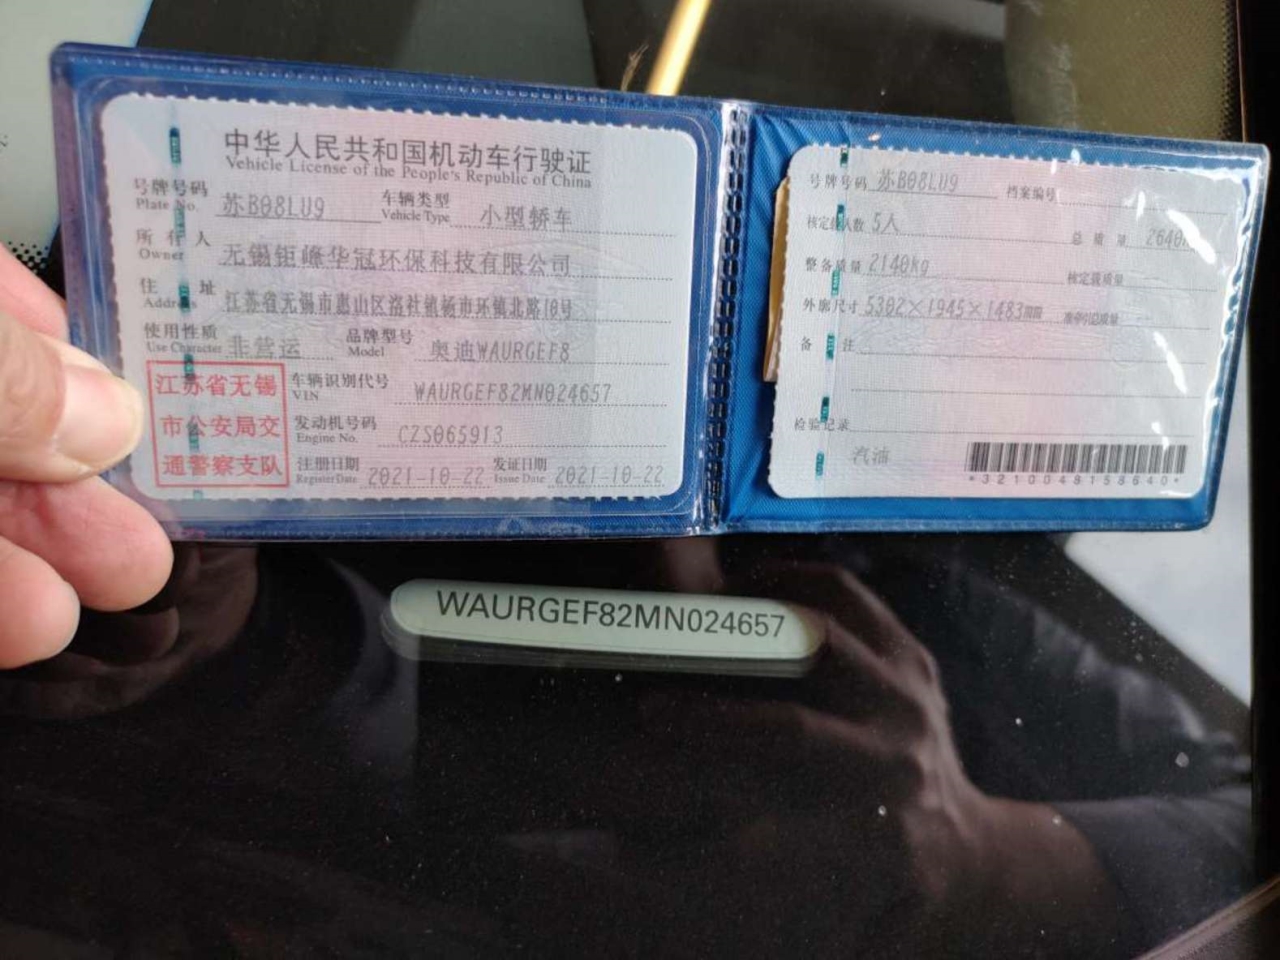 中华人民共和国机动车行驶证
Vehicle License of the People's Republic of China
号牌号码 苏B08LU9 车辆类型 小型轿车
Plate No. Vehicle Type
所有人 无锡钜峰华冠环保科技有限公司
Owner
住址 江苏省无锡市惠山区洛社镇杨市环镇北路10号
Address
使用性质 非营运 品牌型号 奥迪WAURGEF8
Use Character Model
江苏省无锡
市公安局交
通警察支队
车辆识别代号 WAURGEF82MN024657
VIN
发动机号码 CZS065913
Engine No.
注册日期 2021-10-22 发证日期 2021-10-22
Register Date Issue Date
号牌号码 苏B08LU9 档案编号
核定载人数 5人 总质量 2640
整备质量 2140kg 核定载质量
外廓尺寸 5302×1945×1483mm 准牵引总质量
备注
检验记录
汽油
*3210048158640*
WAURGEF82MN024657